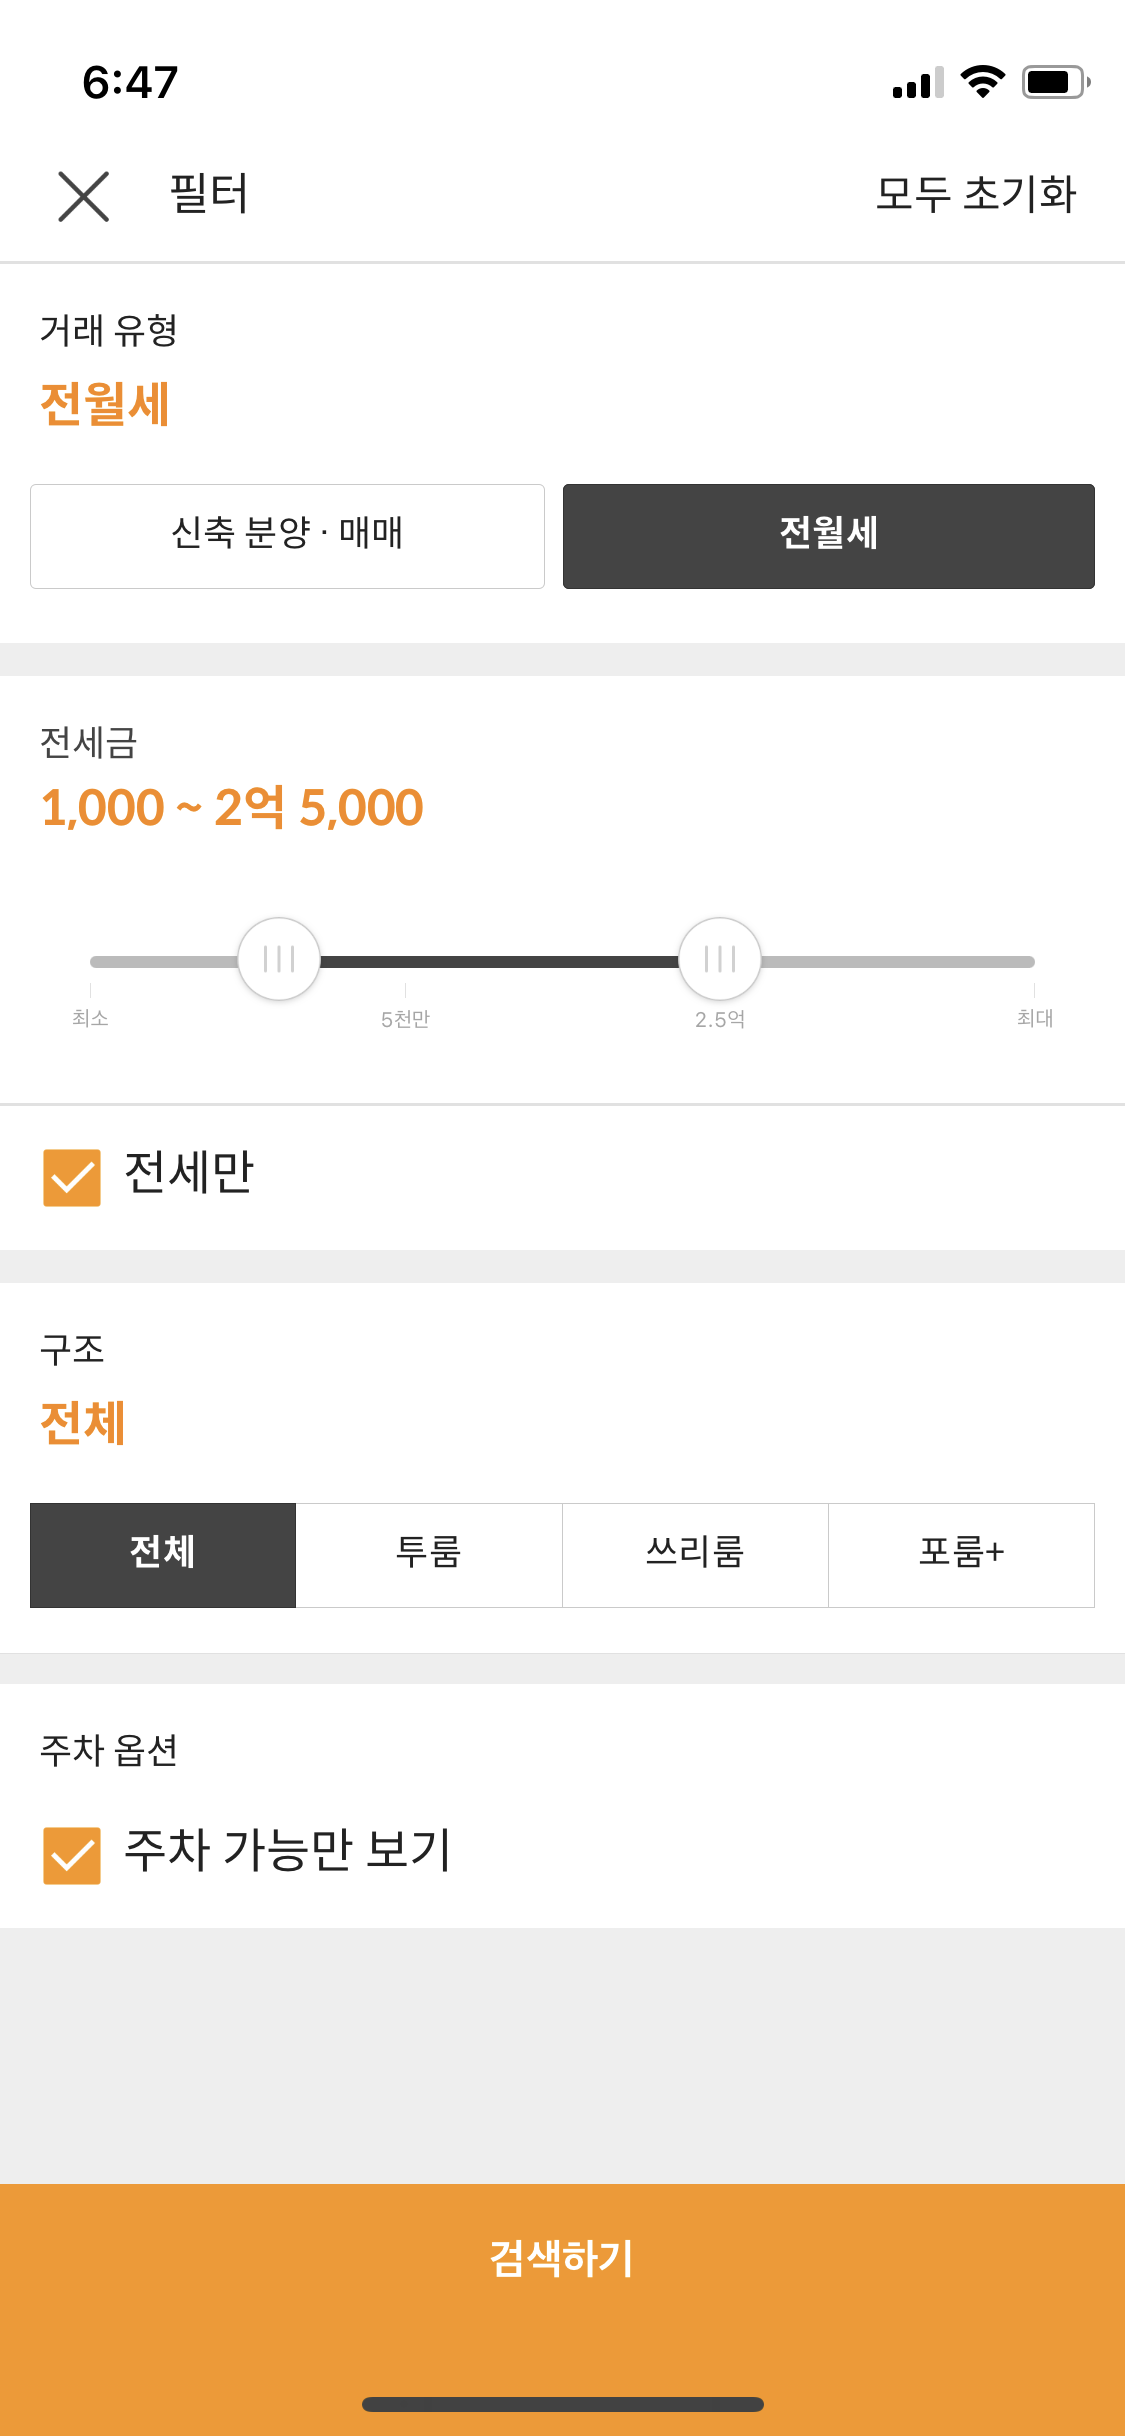 6:47
필터
모두 초기화
거래 유형
전월세
신축 분양 · 매매
전월세
전세금
1,000 ~ 2억 5,000
최소
5천만
2.5억
최대
전세만
구조
전체
전체
투룸
쓰리룸
포룸+
주차 옵션
주차 가능만 보기
검색하기